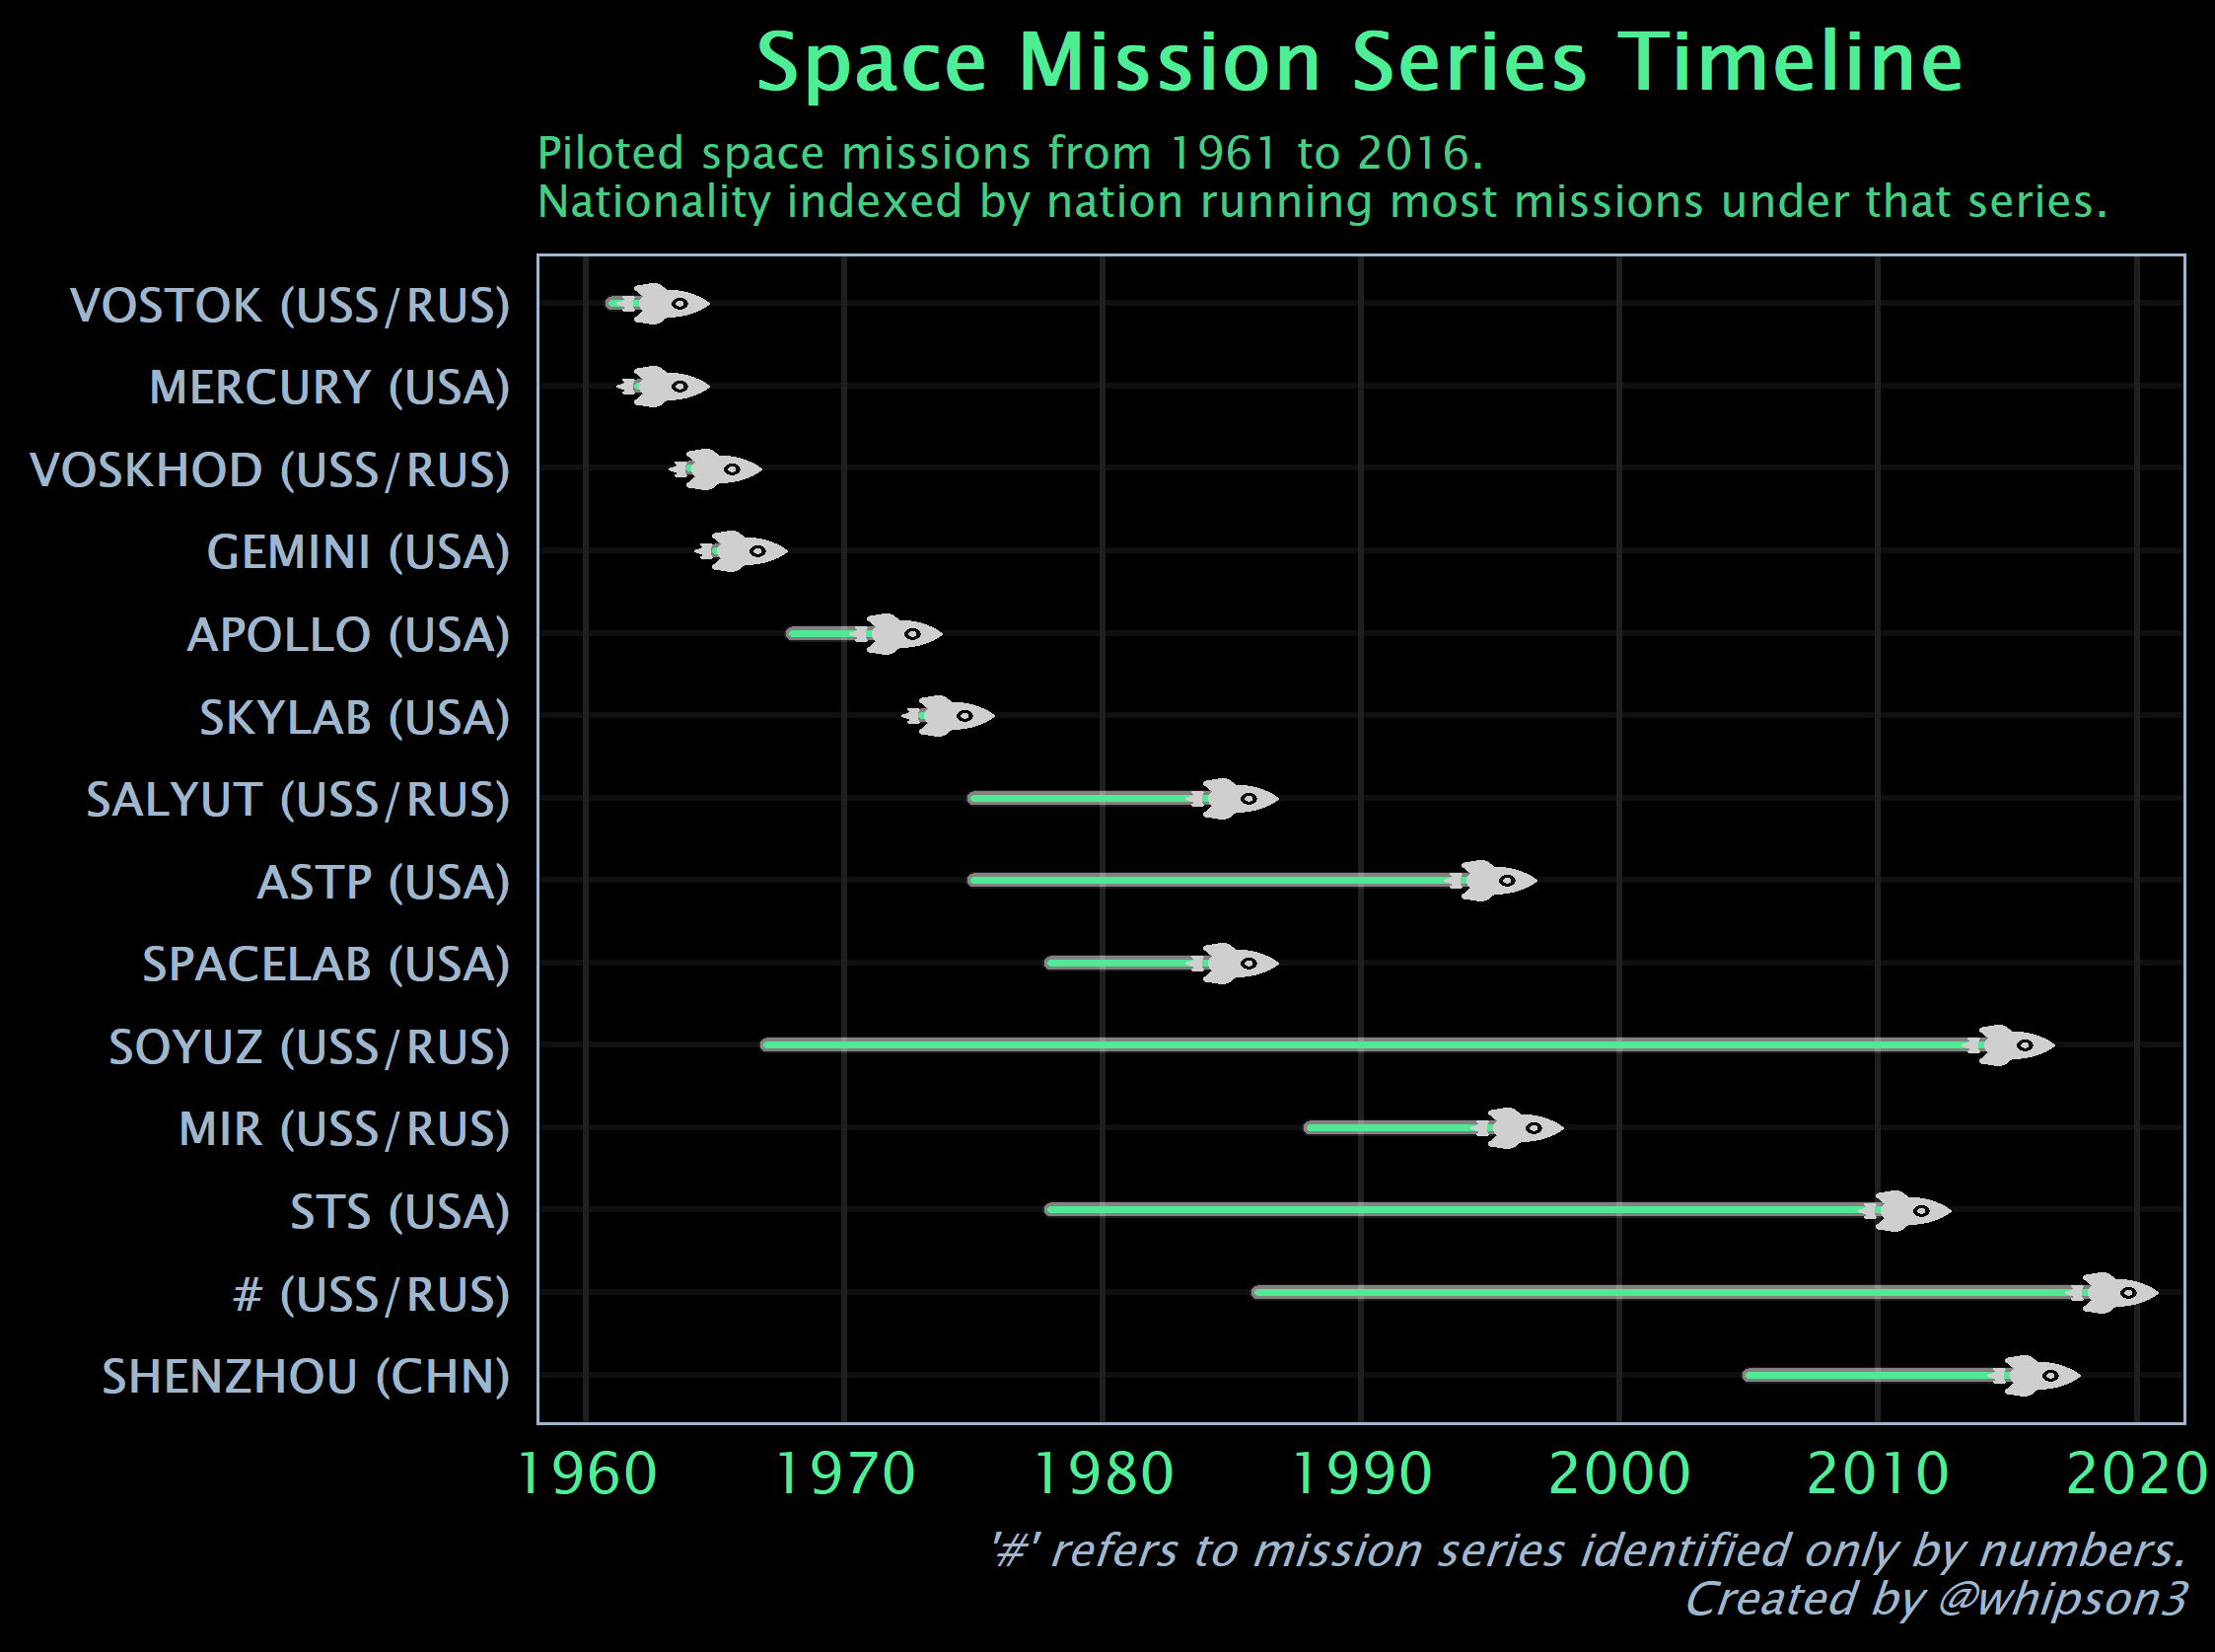 Space Mission Series Timeline
Piloted space missions from 1961 to 2016.
Nationality indexed by nation running most missions under that series.
VOSTOK (USS/RUS)
MERCURY (USA)
VOSKHOD (USS/RUS)
GEMINI (USA)
APOLLO (USA)
SKYLAB (USA)
SALYUT (USS/RUS)
ASTP (USA)
SPACELAB (USA)
SOYUZ (USS/RUS)
MIR (USS/RUS)
STS (USA)
# (USS/RUS)
SHENZHOU (CHN)
1960 1970 1980 1990 2000 2010 2020
'#' refers to mission series identified only by numbers.
Created by @whipson3